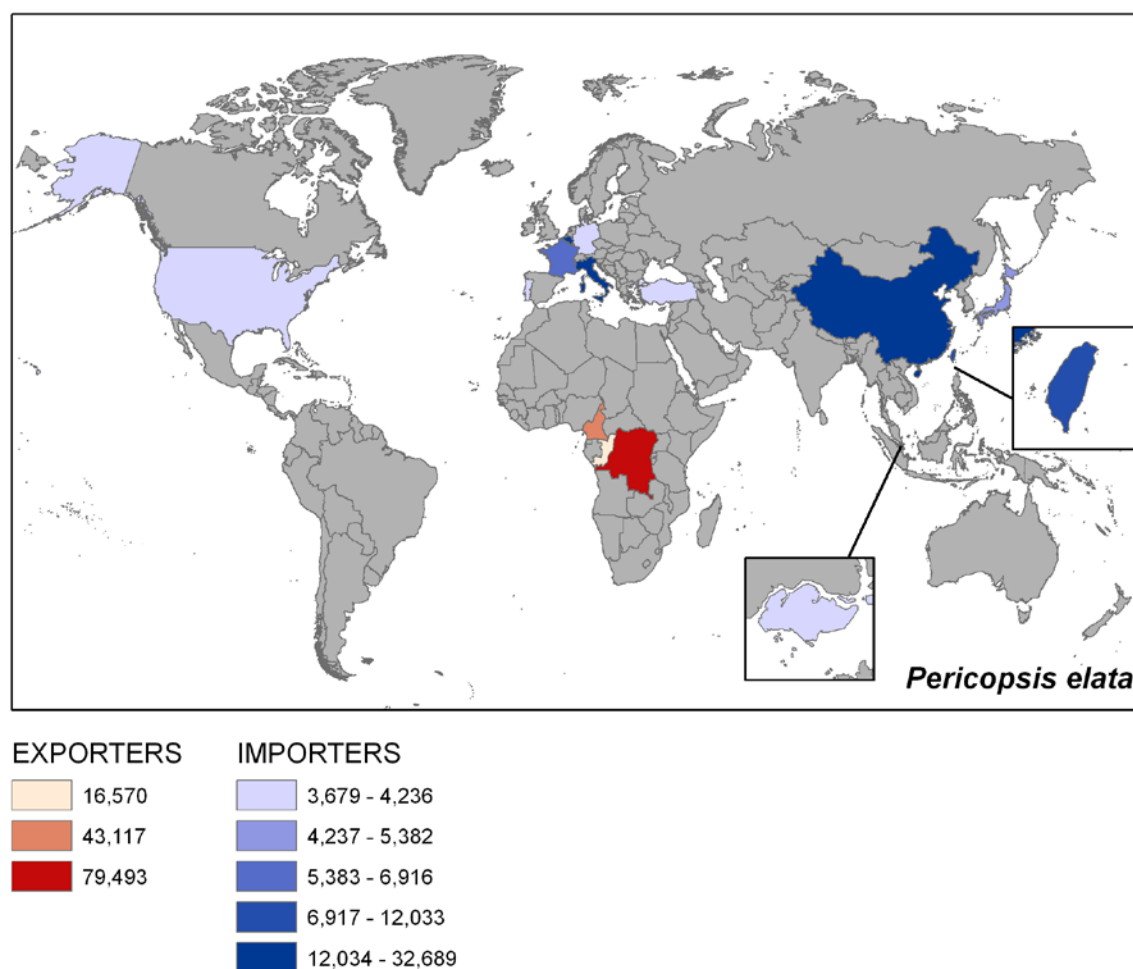 Pericopsis elata
EXPORTERS
16,570
43,117
79,493
IMPORTERS
3,679 - 4,236
4,237 - 5,382
5,383 - 6,916
6,917 - 12,033
12,034 - 32,689